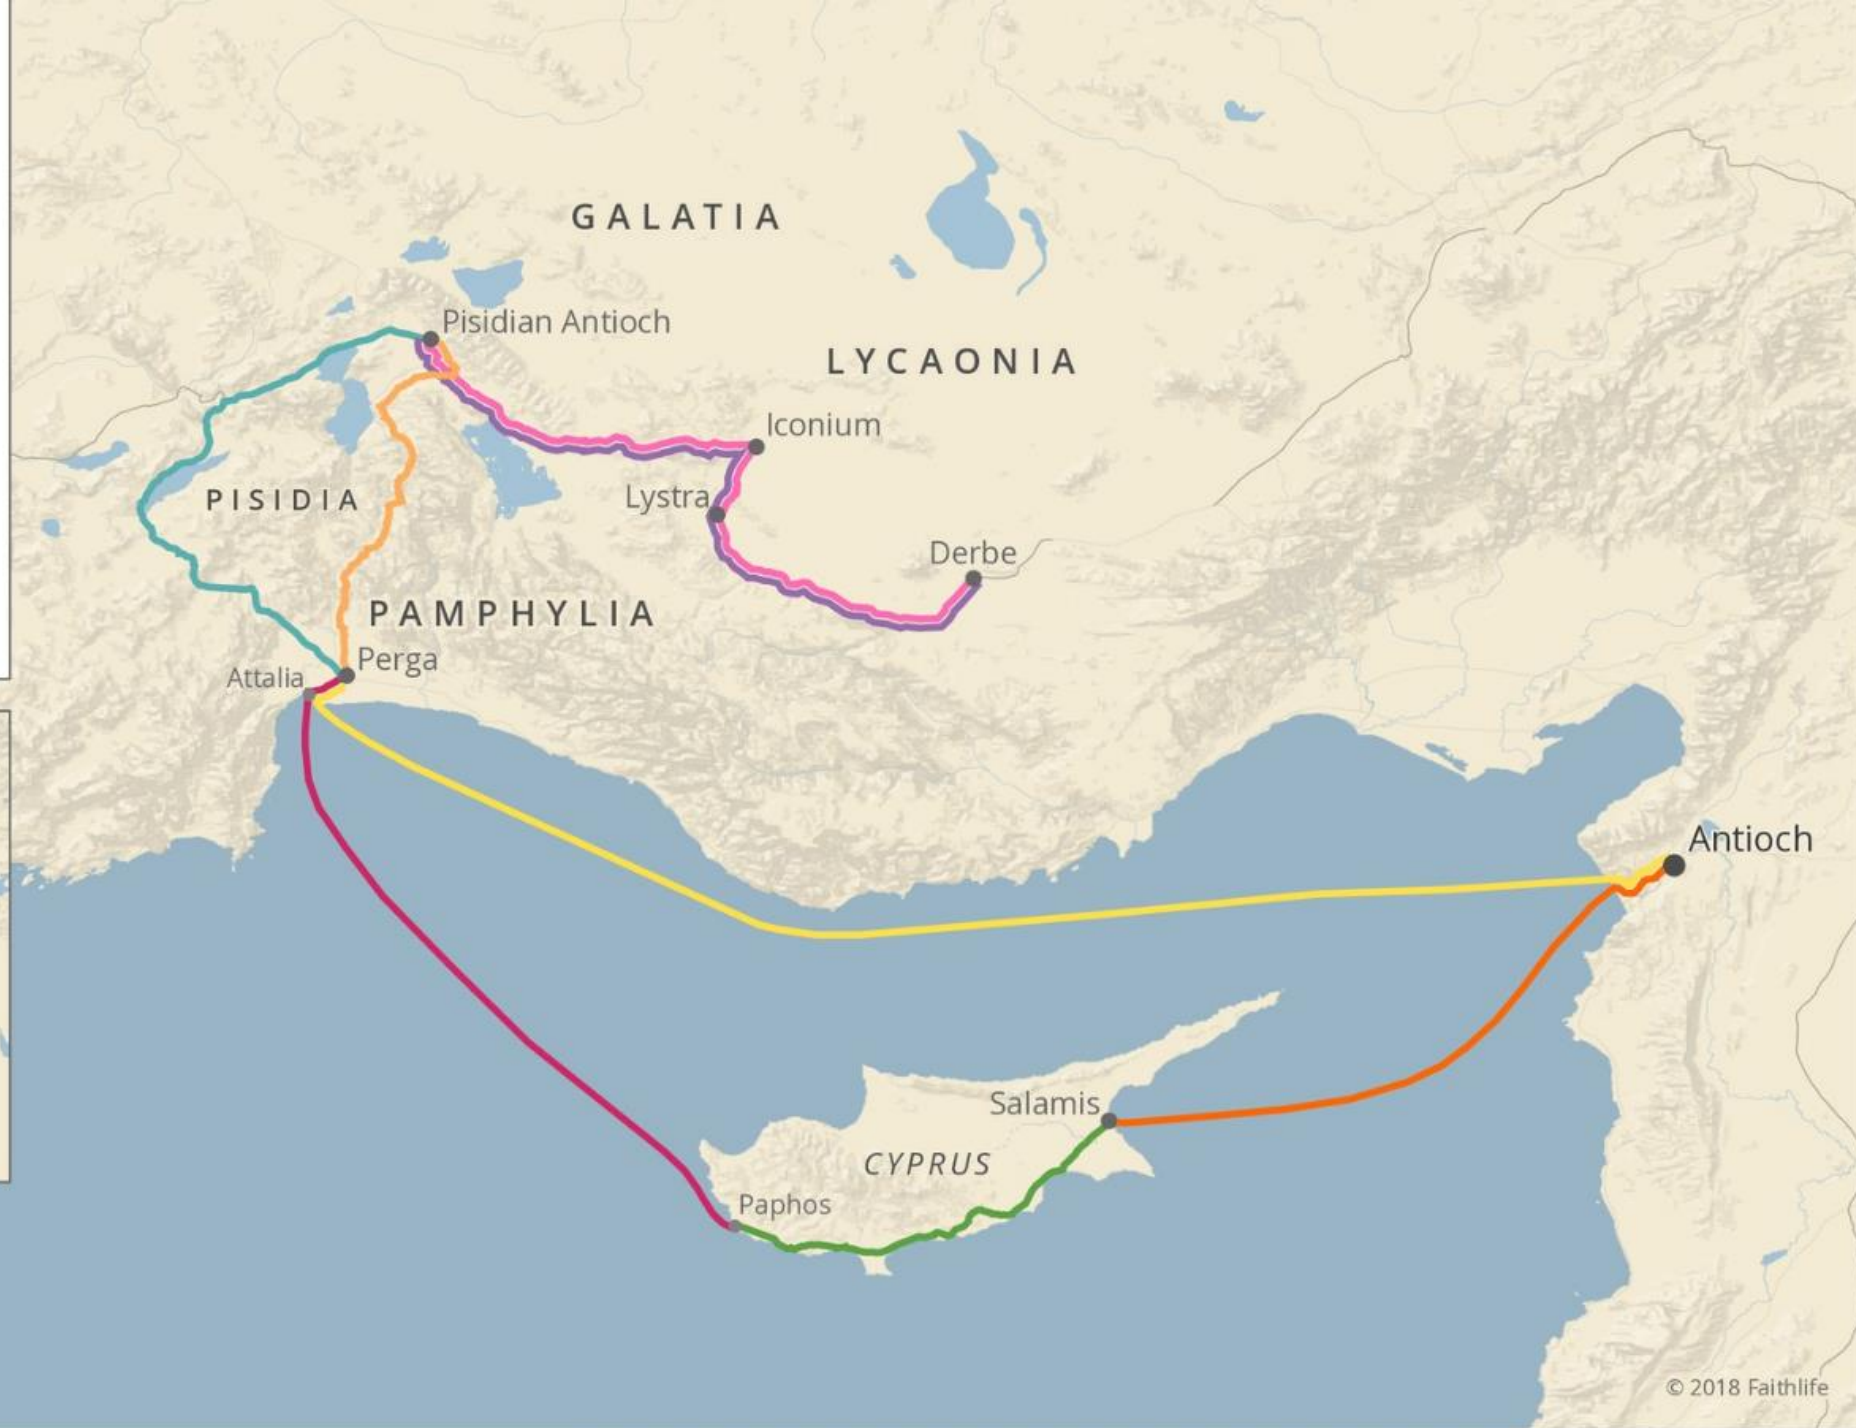 GALATIA
Pisidian Antioch
LYCAONIA
Iconium
Lystra
PISIDIA
Derbe
PAMPHYLIA
Perga
Attalia
Antioch
Salamis
CYPRUS
Paphos
© 2018 Faithlife